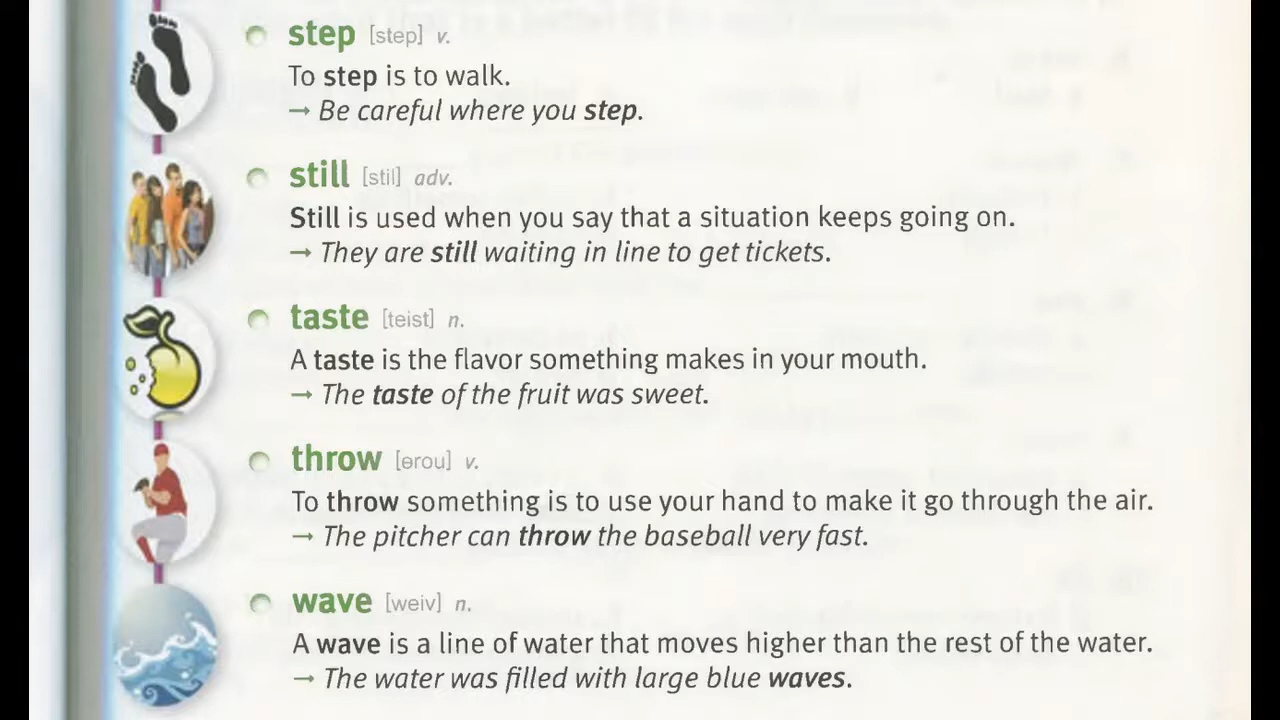 step [step] v.
To step is to walk.
→ Be careful where you step.
still [stil] adv.
Still is used when you say that a situation keeps going on.
→ They are still waiting in line to get tickets.
taste [teist] n.
A taste is the flavor something makes in your mouth.
→ The taste of the fruit was sweet.
throw [θrou] v.
To throw something is to use your hand to make it go through the air.
→ The pitcher can throw the baseball very fast.
wave [weiv] n.
A wave is a line of water that moves higher than the rest of the water.
→ The water was filled with large blue waves.